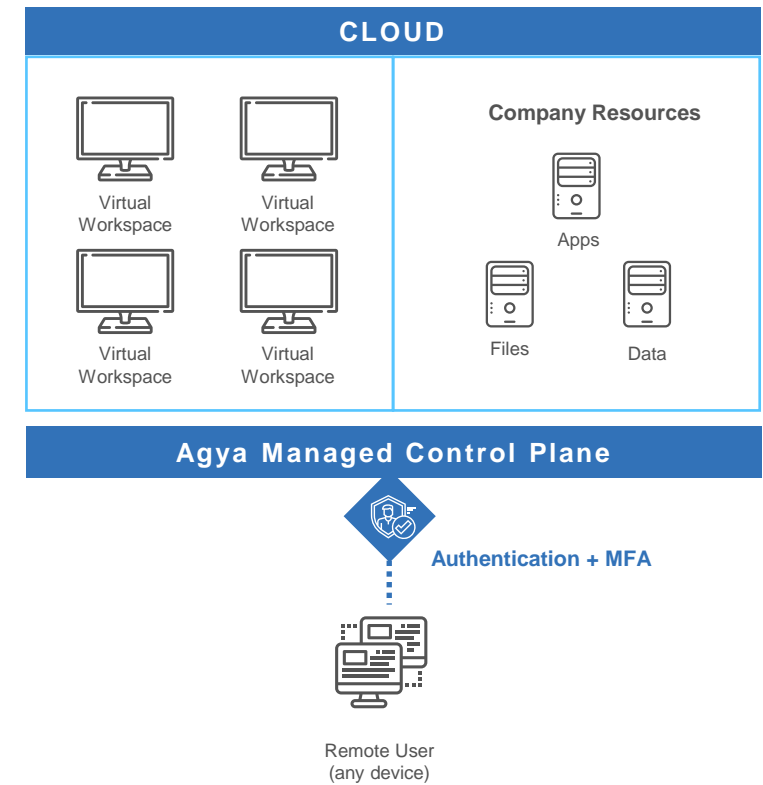 CLOUD
Virtual
Workspace
Virtual
Workspace
Virtual
Workspace
Virtual
Workspace
Company Resources
Apps
Files
Data
Agya Managed Control Plane
Authentication + MFA
Remote User
(any device)